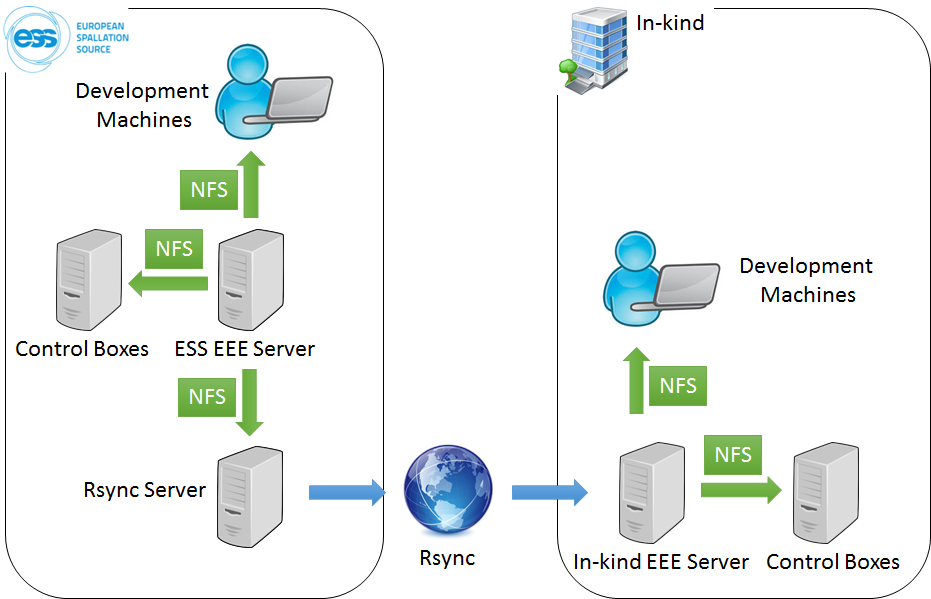 ess
EUROPEAN
SPALLATION
SOURCE
Development
Machines
NFS
NFS
Control Boxes
ESS EEE Server
NFS
Rsync Server
Rsync
In-kind
Development
Machines
NFS
NFS
In-kind EEE Server
Control Boxes